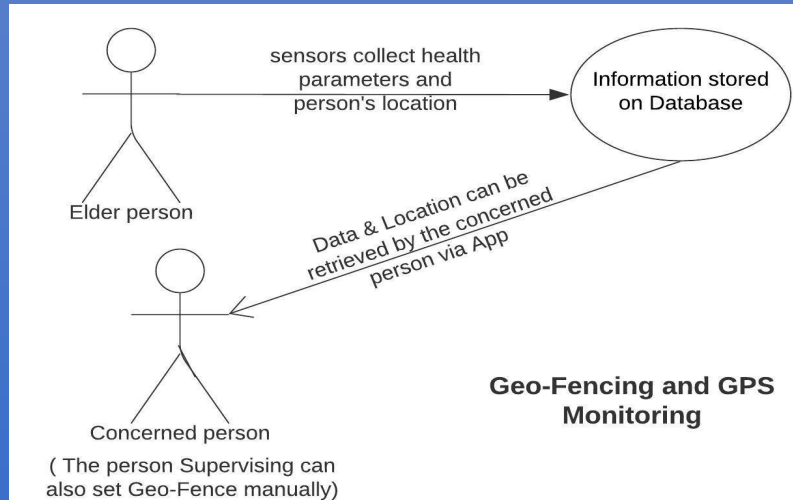 sensors collect health
parameters and
person's location
Information stored
on Database
Elder person
Data & Location can be
retrieved by the concerned
person via App
Concerned person
( The person Supervising can
also set Geo-Fence manually)
Geo-Fencing and GPS
Monitoring